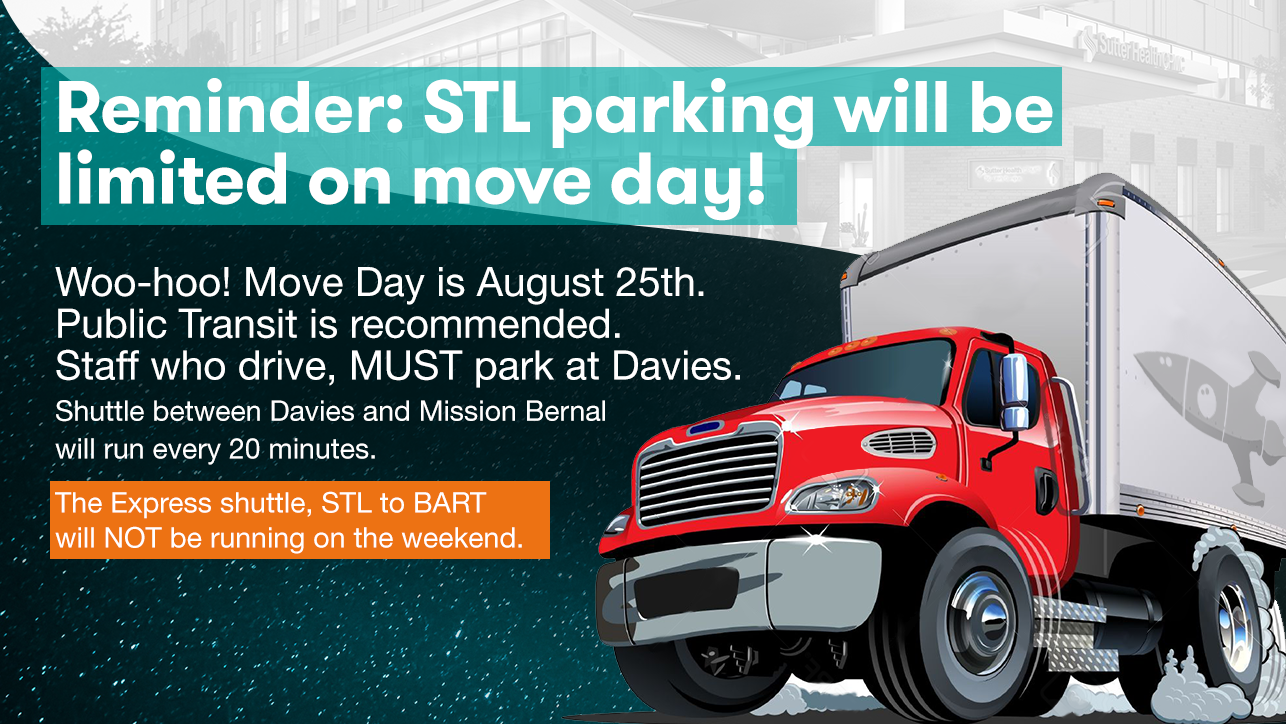 Sutter Health
Reminder: STL parking will be
limited on move day!
Woo-hoo! Move Day is August 25th.
Public Transit is recommended.
Staff who drive, MUST park at Davies.
Shuttle between Davies and Mission Bernal
will run every 20 minutes.
The Express shuttle, STL to BART
will NOT be running on the weekend.